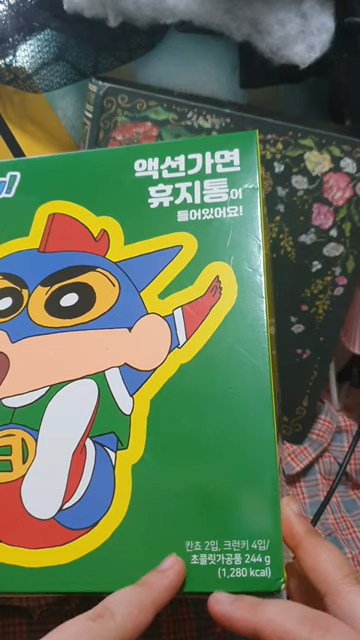 액션가면
휴지통이
들어있어요!
칸쵸 2입, 크런키 4입/
초콜릿가공품 244 g
(1,280 kcal)